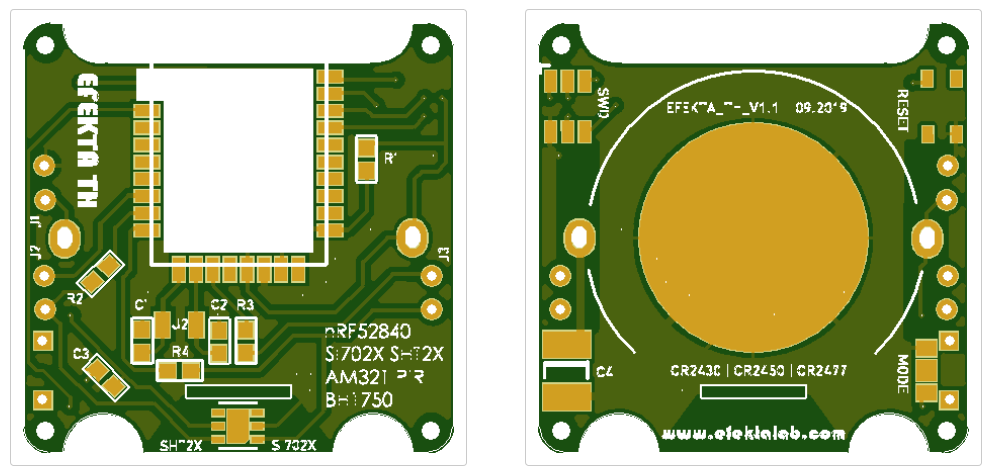 EFEKTA TH
R1
J1
J2
R2
C1
J2
C2 R3
R4
C3
nRF52840
SI702X SHT2X
AM321 PIR
BH1750
SHT2X
SI702X
SWD
EFEKTA_TH_V1.1 09.2019
RESET
C4
CR2430 | CR2450 | CR2477
MODE
www.efektalab.com